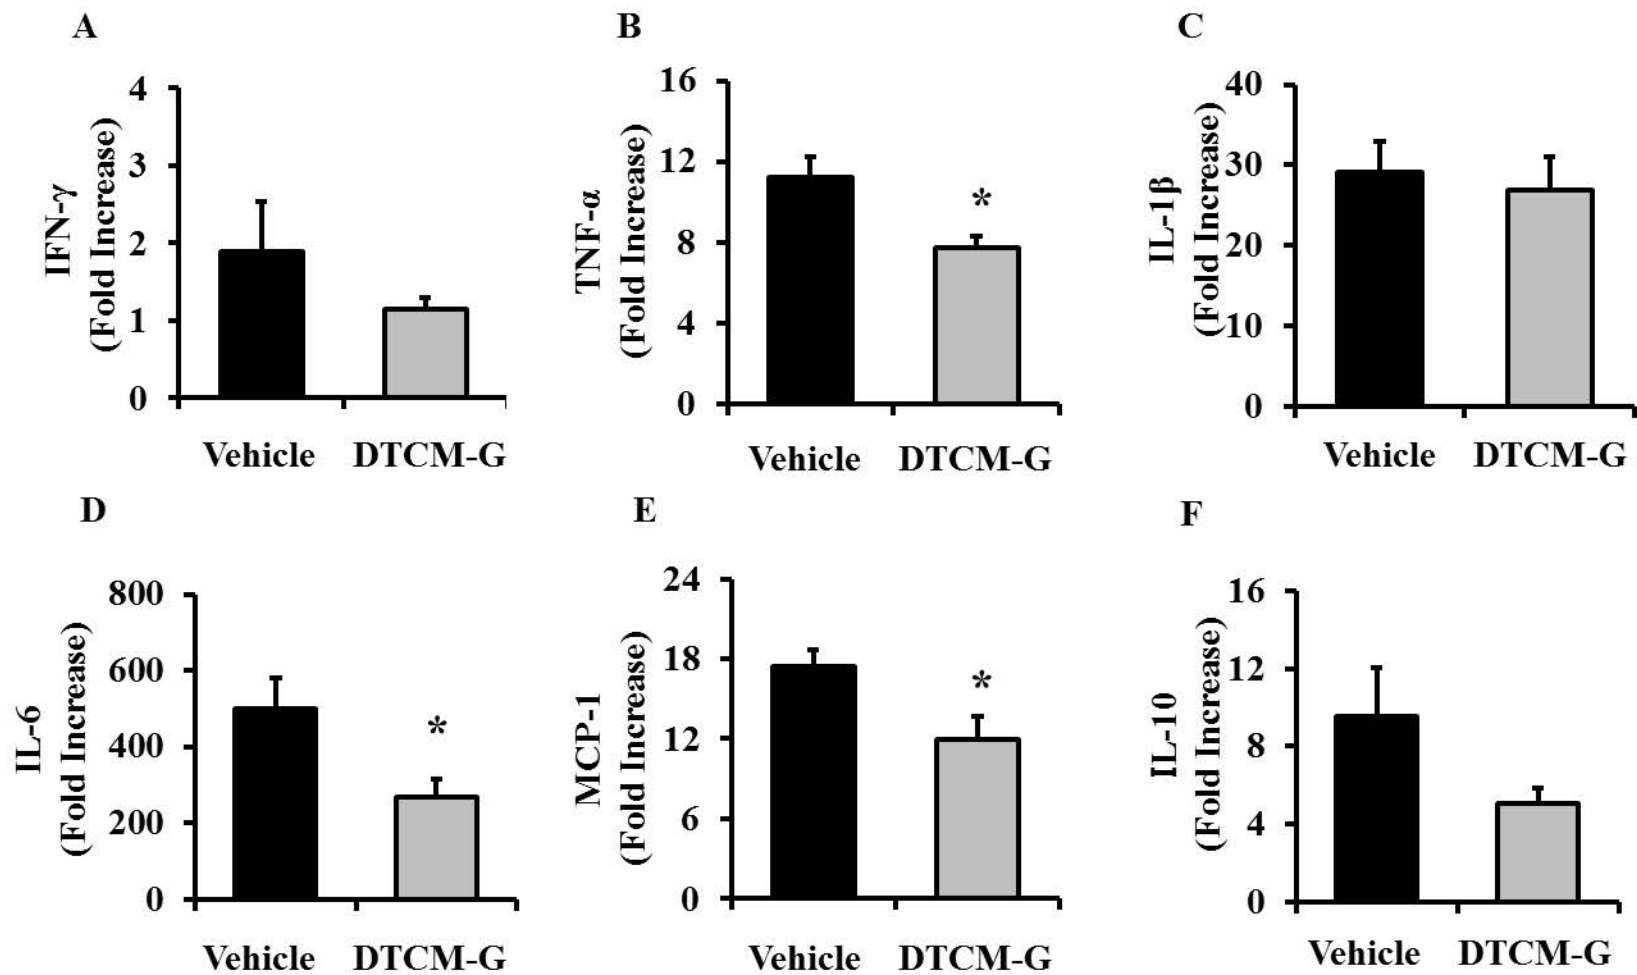 A
IFN-γ
(Fold Increase)
4
3
2
1
0
Vehicle DTCM-G
B
TNF-α
(Fold Increase)
16
12
8
4
0
*
Vehicle DTCM-G
C
IL-1β
(Fold Increase)
40
30
20
10
0
Vehicle DTCM-G
D
IL-6
(Fold Increase)
800
600
400
200
0
*
Vehicle DTCM-G
E
MCP-1
(Fold Increase)
24
18
12
6
0
*
Vehicle DTCM-G
F
IL-10
(Fold Increase)
16
12
8
4
0
Vehicle DTCM-G